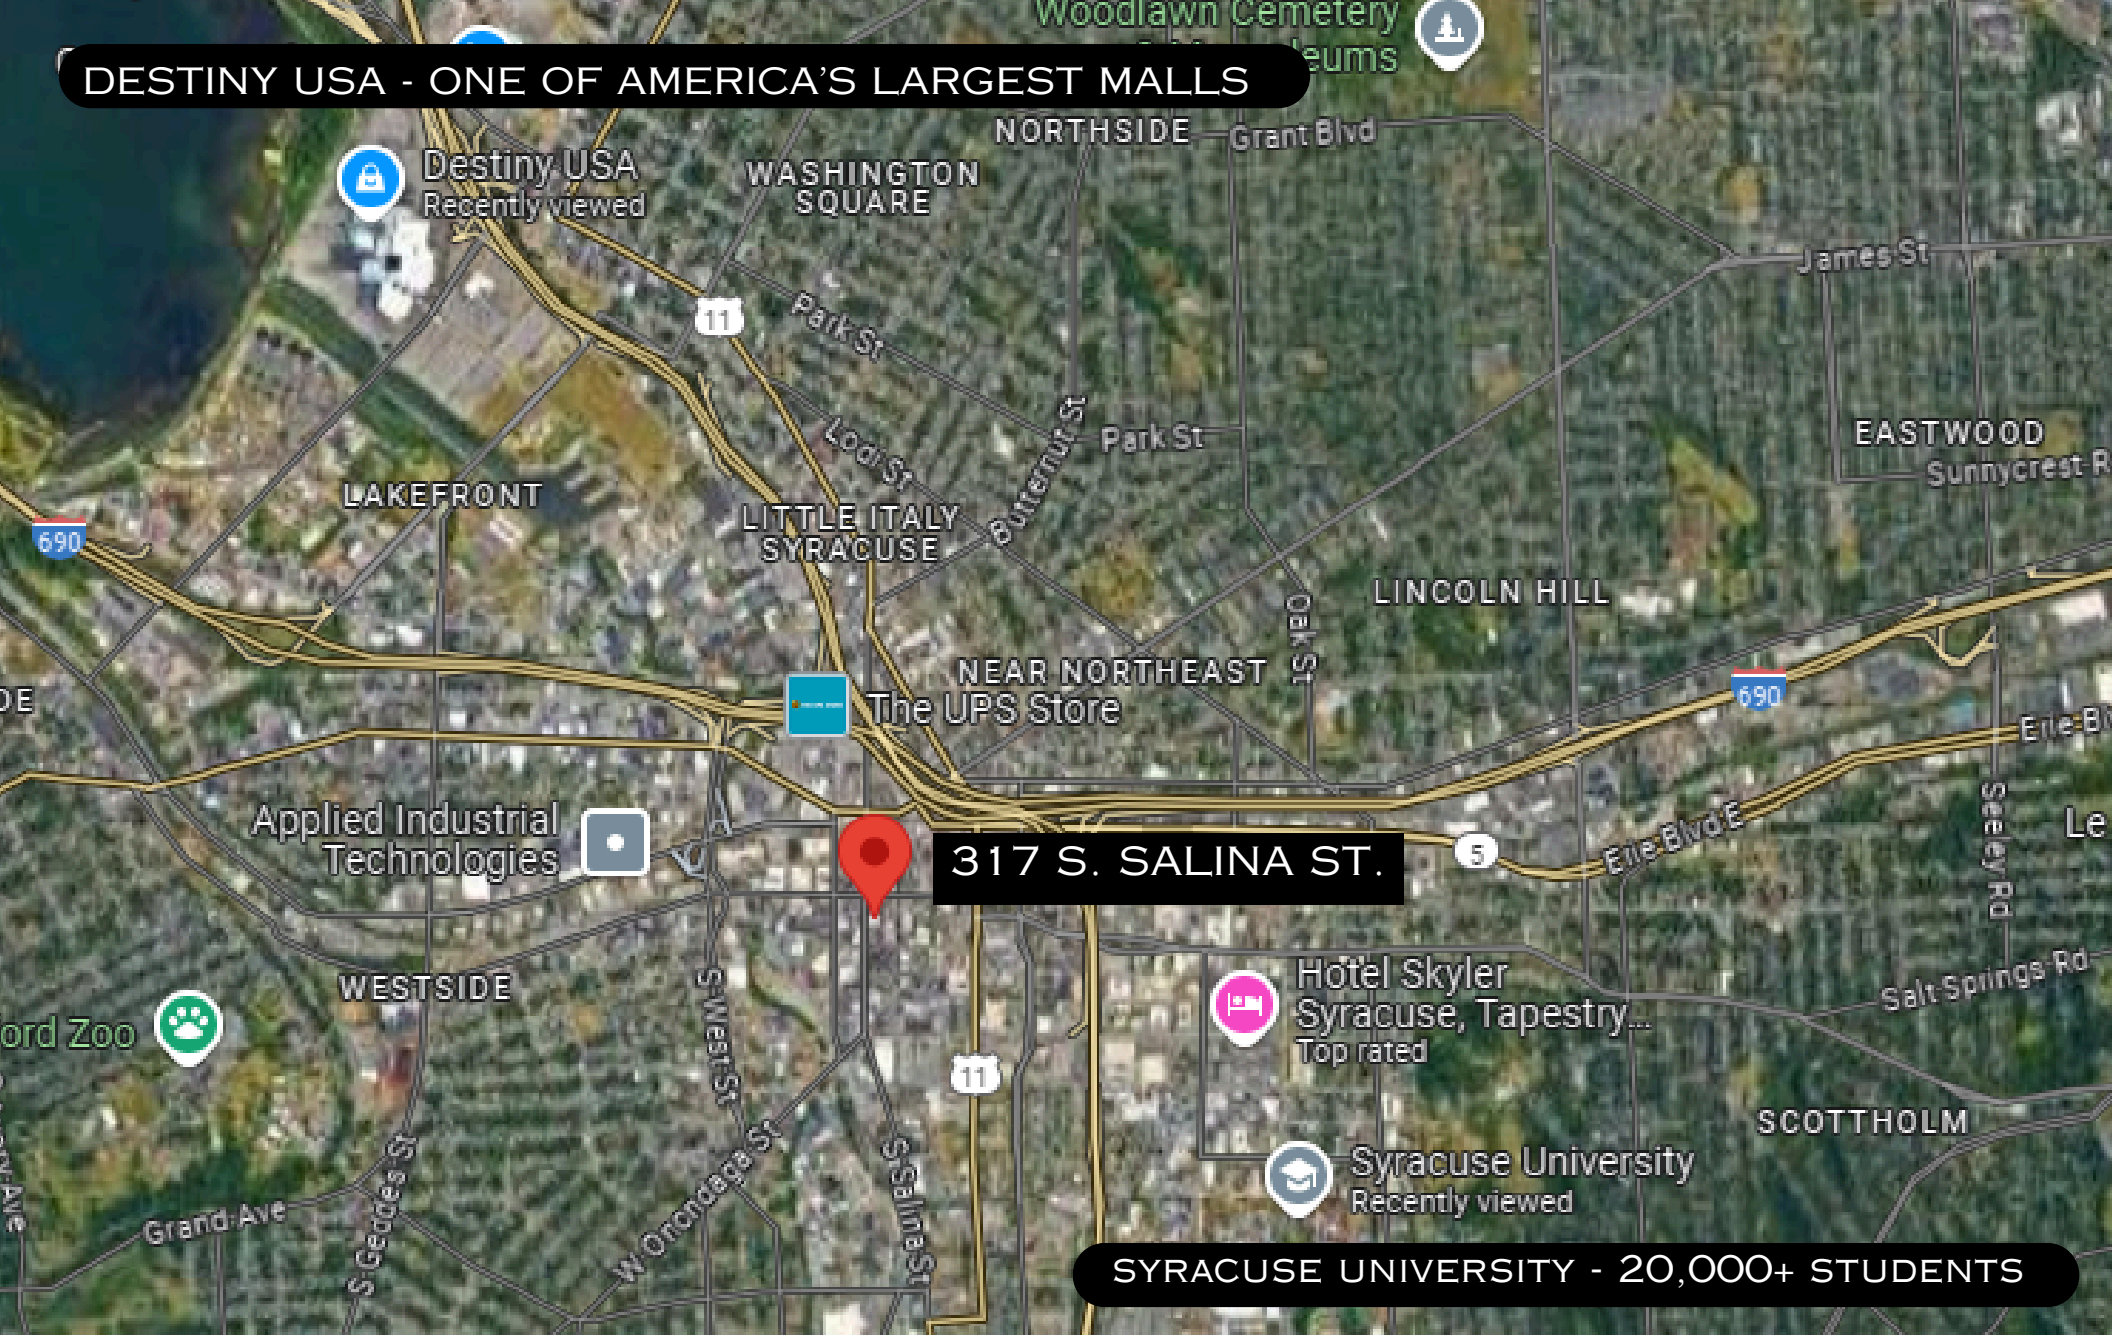 Woodlawn Cemetery
eums
DESTINY USA - ONE OF AMERICA'S LARGEST MALLS
NORTHSIDE
Grant Blvd
Destiny USA
Recently viewed
WASHINGTON
SQUARE
James St
11
Park St
Park St
EASTWOOD
Sunnycrest R
Lodi St
Butternut St
LAKEFRONT
LITTLE ITALY
SYRACUSE
690
LINCOLN HILL
Oak St
NEAR NORTHEAST
The UPS Store
690
DE
Erie Bl
Applied Industrial
Technologies
317 S. SALINA ST.
5
Erie Blvd E
Seeley Rd
Le
WESTSIDE
S West St
Hotel Skyler
Syracuse, Tapestry...
Top rated
Salt Springs Rd
ord Zoo
11
SCOTTHOLM
Syracuse University
Recently viewed
Ave
Grand Ave
S Geddes St
W Onondaga St
S Salina St
SYRACUSE UNIVERSITY - 20,000+ STUDENTS